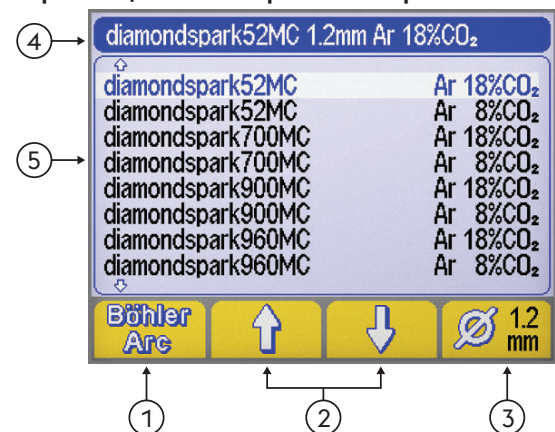 ④ diamondspark52MC 1.2mm Ar 18%CO₂
diamondspark52MC Ar 18%CO₂
diamondspark52MC Ar 8%CO₂
diamondspark700MC Ar 18%CO₂
⑤ diamondspark700MC Ar 8%CO₂
diamondspark900MC Ar 18%CO₂
diamondspark900MC Ar 8%CO₂
diamondspark960MC Ar 18%CO₂
diamondspark960MC Ar 8%CO₂
Böhler Ø 1.2
Arc mm
① ② ③